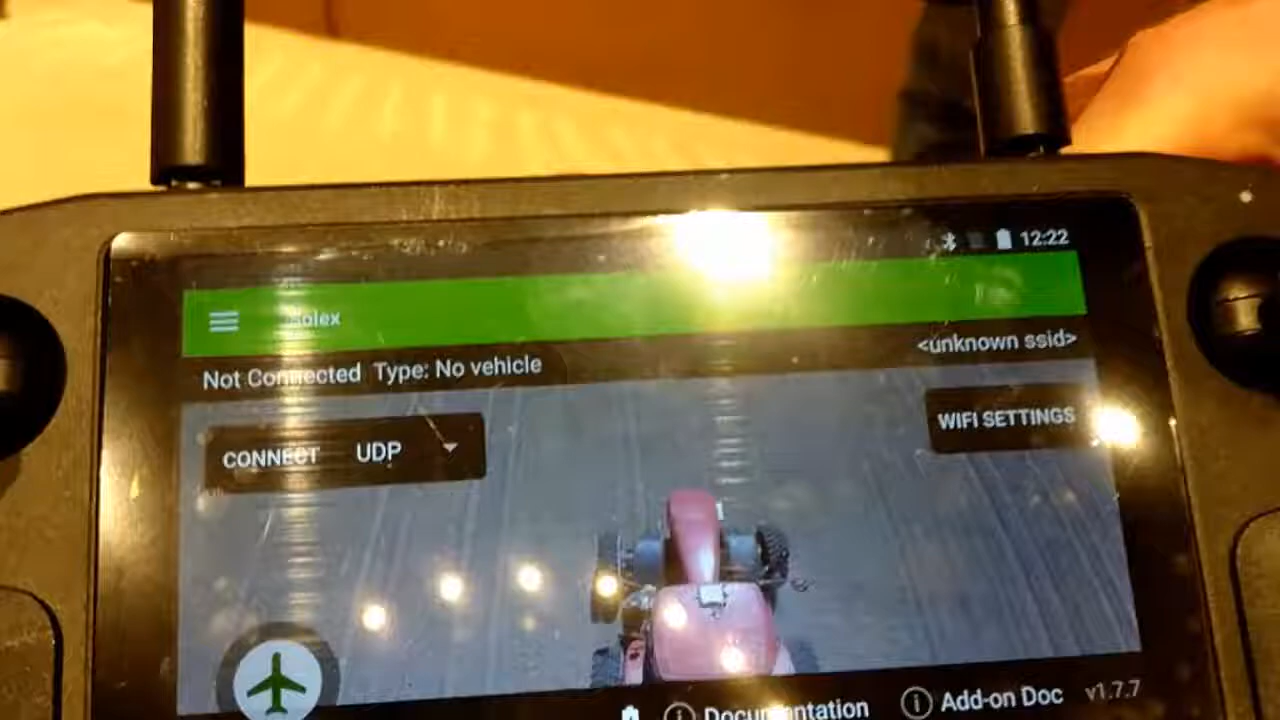 12:22
Solex
<unknown ssid>
Not Connected Type: No vehicle
WIFI SETTINGS
CONNECT UDP
Documentation Add-on Doc v1.7.7